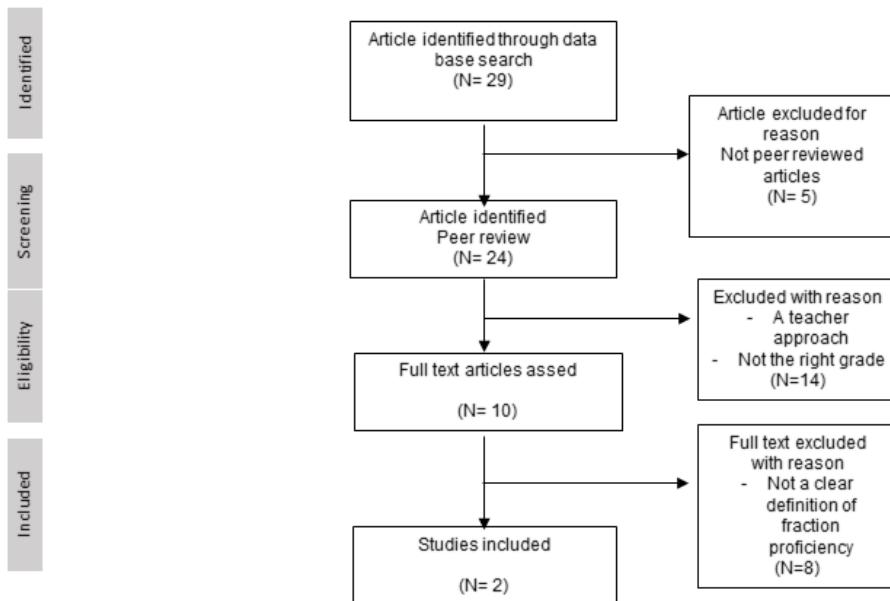 Identified
Article identified through data
base search
(N= 29)
Article excluded for
reason
Not peer reviewed
articles
(N= 5)
Screening
Article identified
Peer review
(N= 24)
Excluded with reason
- A teacher
approach
- Not the right grade
(N=14)
Eligibility
Full text articles assed
(N= 10)
Full text excluded
with reason
- Not a clear
definition of
fraction
proficiency
(N=8)
Included
Studies included
(N= 2)